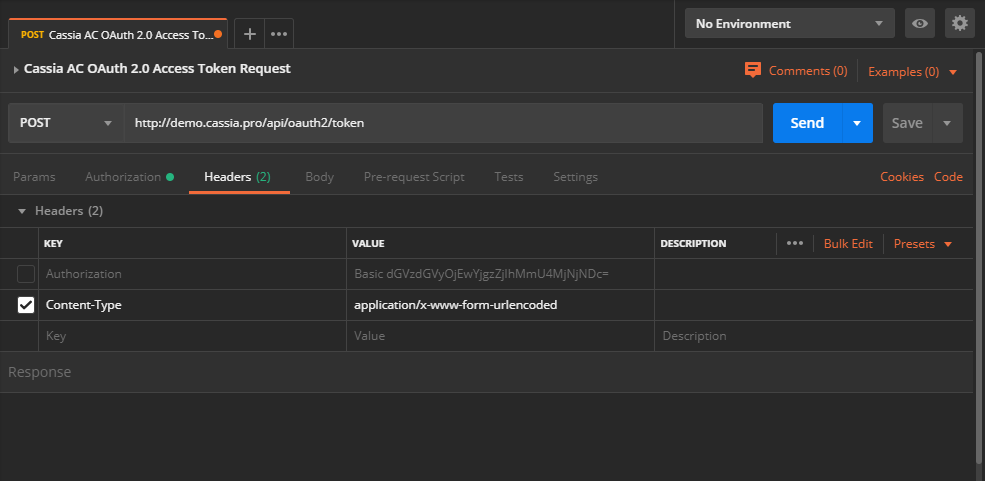 POST Cassia AC OAuth 2.0 Access To...
No Environment
Cassia AC OAuth 2.0 Access Token Request
Comments (0) Examples (0)
POST http://demo.cassia.pro/api/oauth2/token Send Save
Params Authorization Headers (2) Body Pre-request Script Tests Settings Cookies Code
Headers (2)
KEY VALUE DESCRIPTION Bulk Edit Presets
Authorization Basic dGVzdGVyOjEwYjgzZjlhMmU4MjNjNDc=
Content-Type application/x-www-form-urlencoded
Key Value Description
Response